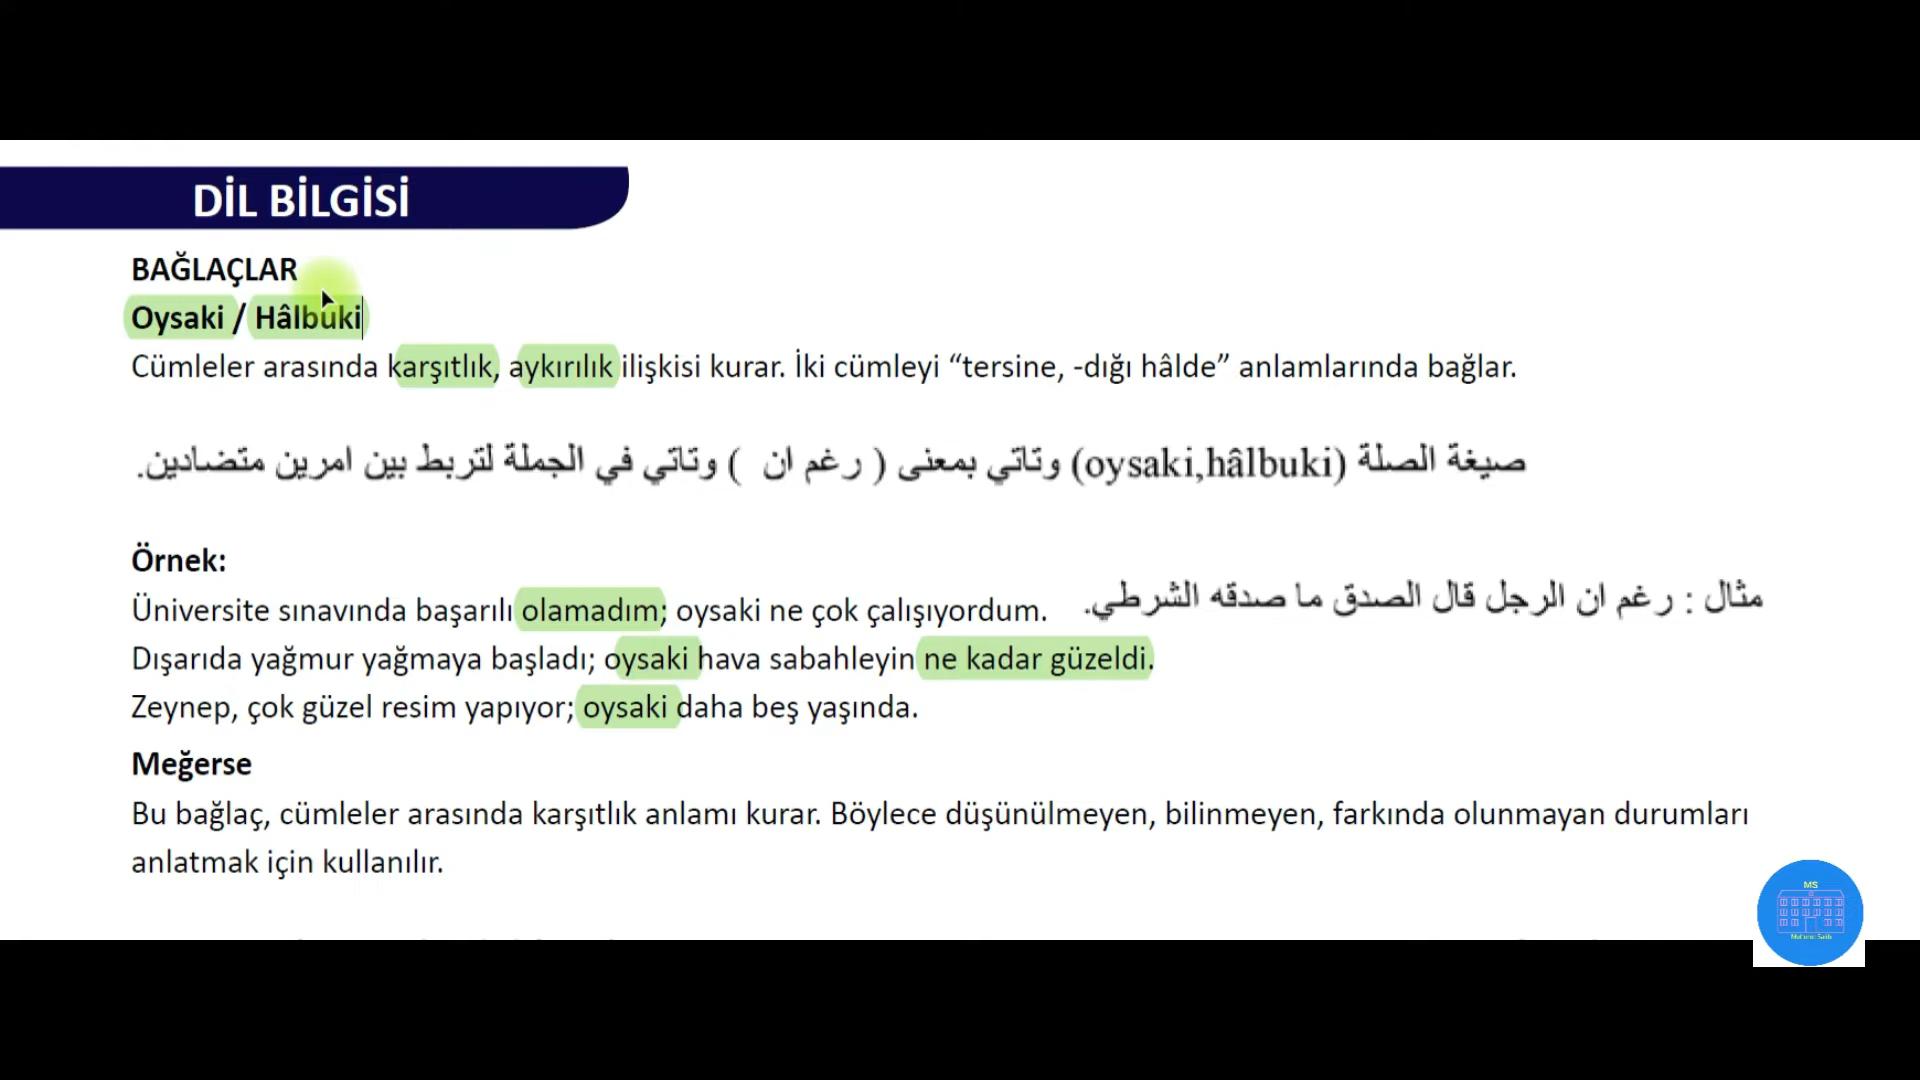 DİL BİLGİSİ
BAĞLAÇLAR
Oysaki / Hâlbuki
Cümleler arasında karşıtlık, aykırılık ilişkisi kurar. İki cümleyi “tersine, -dığı hâlde” anlamlarında bağlar.
صيغة الصلة (oysaki,hâlbuki) وتاتي بمعنى ( رغم ان ) وتاتي في الجملة لتربط بين امرين متضادين.
Örnek:
Üniversite sınavında başarılı olamadım; oysaki ne çok çalışıyordum.
مثال : رغم ان الرجل قال الصدق ما صدقه الشرطي.
Dışarıda yağmur yağmaya başladı; oysaki hava sabahleyin ne kadar güzeldi.
Zeynep, çok güzel resim yapıyor; oysaki daha beş yaşında.
Meğerse
Bu bağlaç, cümleler arasında karşıtlık anlamı kurar. Böylece düşünülmeyen, bilinmeyen, farkında olunmayan durumları
anlatmak için kullanılır.
MS